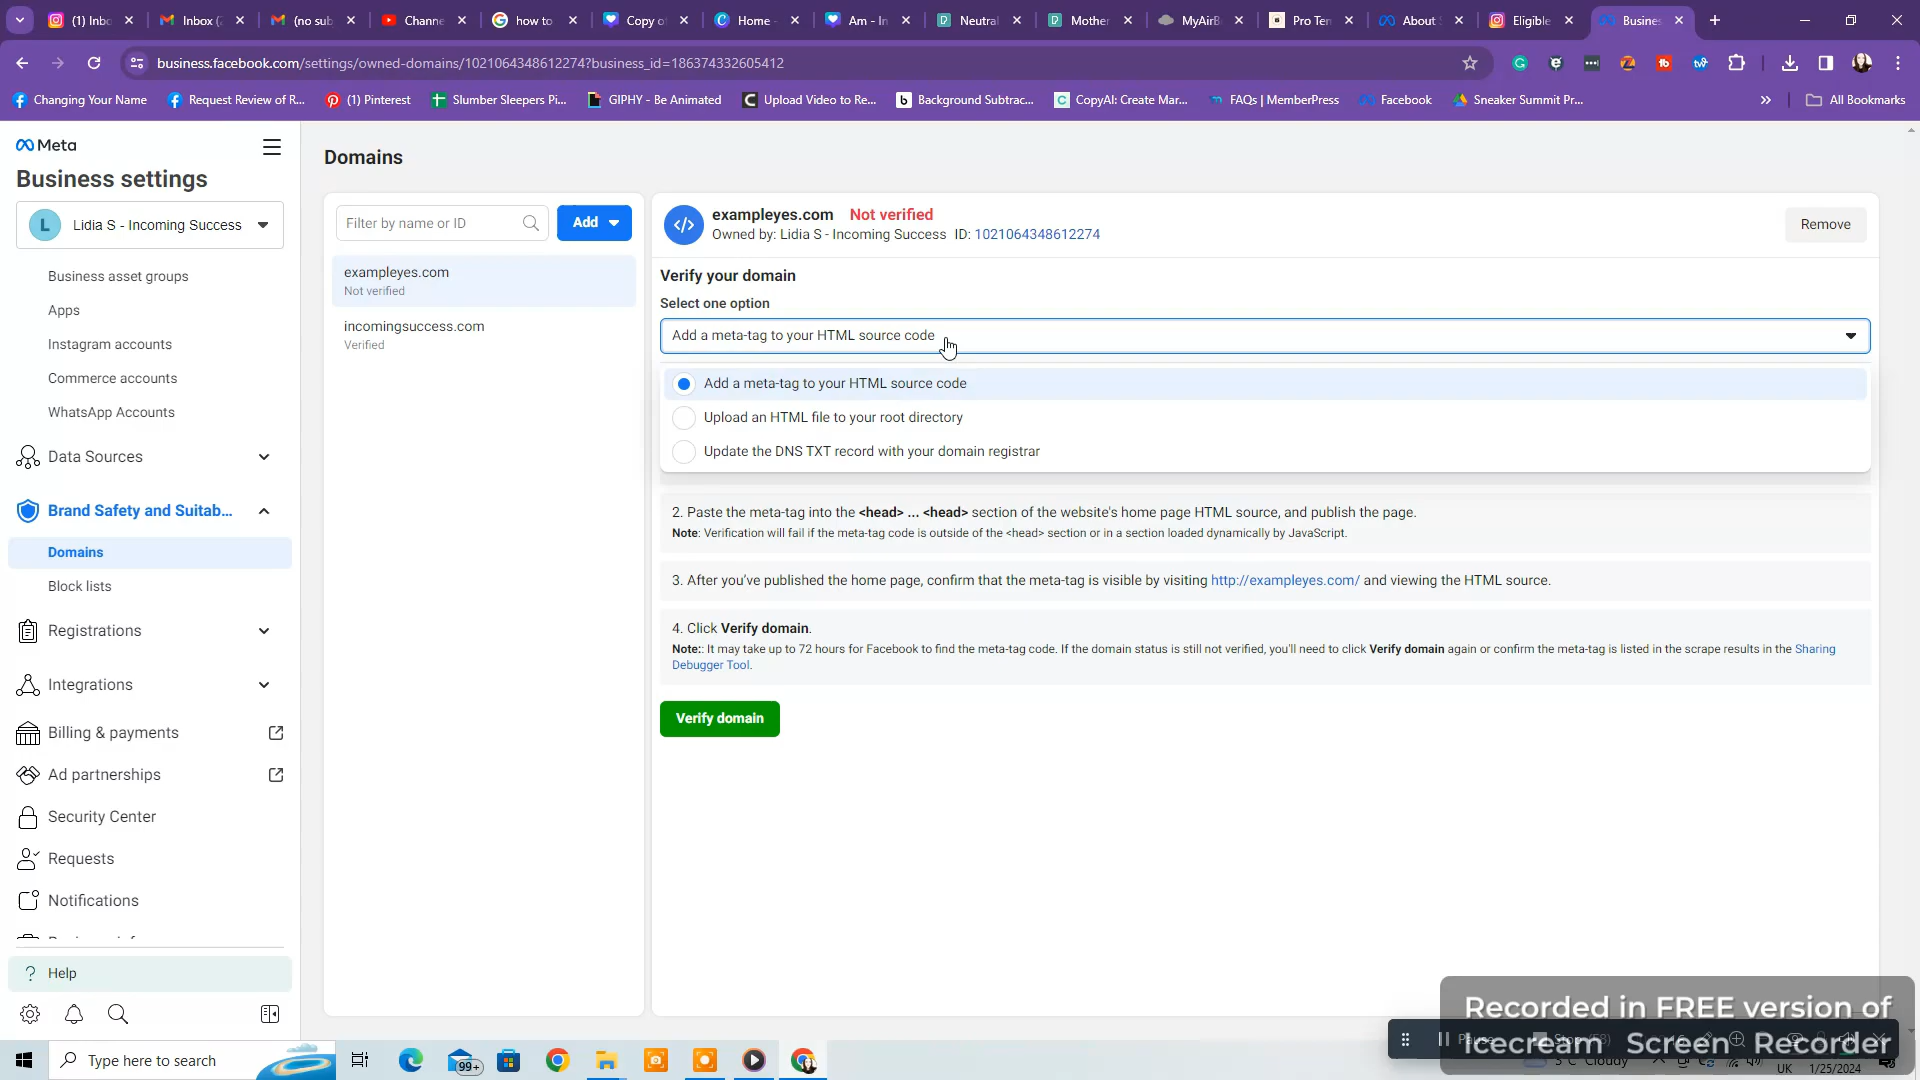 (1) Inbo
Inbox (2
(no sub
Channe
how to
Copy o
Home -
Am - In
Neutral
Mother
MyAirB
Pro Ten
About
Eligible
Busines
business.facebook.com/settings/owned-domains/1021064348612274?business_id=186374332605412
Changing Your Name
Request Review of R...
(1) Pinterest
Slumber Sleepers Pi...
GIPHY - Be Animated
Upload Video to Re...
Background Subtrac...
CopyAI: Create Mar...
FAQs | MemberPress
Facebook
Sneaker Summit Pr...
All Bookmarks
Meta
Business settings
L
Lidia S - Incoming Success
Business asset groups
Apps
Instagram accounts
Commerce accounts
WhatsApp Accounts
Data Sources
Brand Safety and Suitab...
Domains
Block lists
Registrations
Integrations
Billing & payments
Ad partnerships
Security Center
Requests
Notifications
Help
Domains
Filter by name or ID
Add
exampleyes.com
Not verified
incomingsuccess.com
Verified
exampleyes.com Not verified
Owned by: Lidia S - Incoming Success ID: 1021064348612274
Remove
Verify your domain
Select one option
Add a meta-tag to your HTML source code
Add a meta-tag to your HTML source code
Upload an HTML file to your root directory
Update the DNS TXT record with your domain registrar
2. Paste the meta-tag into the <head> ... <head> section of the website's home page HTML source, and publish the page.
Note: Verification will fail if the meta-tag code is outside of the <head> section or in a section loaded dynamically by JavaScript.
3. After you've published the home page, confirm that the meta-tag is visible by visiting http://exampleyes.com/ and viewing the HTML source.
4. Click Verify domain.
Note:: It may take up to 72 hours for Facebook to find the meta-tag code. If the domain status is still not verified, you'll need to click Verify domain again or confirm the meta-tag is listed in the scrape results in the Sharing
Debugger Tool.
Verify domain
Recorded in FREE version of
Icecream Screen Recorder
Type here to search
99+
Cloudy
UK
1/25/2024